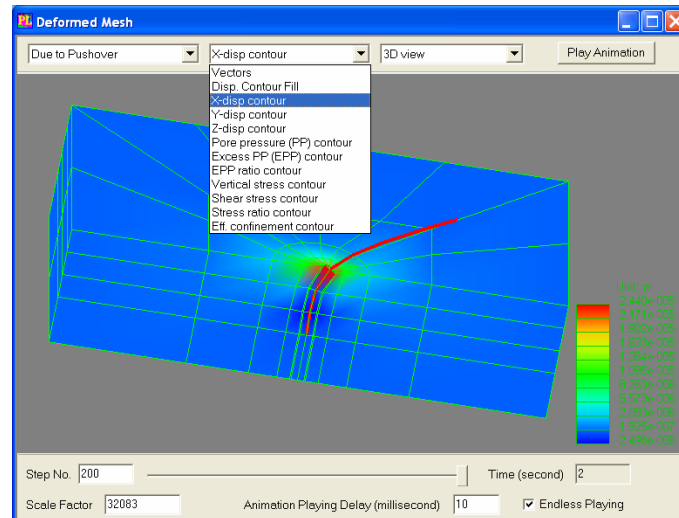 PL Deformed Mesh
Due to Pushover X-disp contour 3D view Play Animation
Vectors
Disp. Contour Fill
X-disp contour
Y-disp contour
Z-disp contour
Pore pressure (PP) contour
Excess PP (EPP) contour
EPP ratio contour
Vertical stress contour
Shear stress contour
Stress ratio contour
Eff. confinement contour
Step No. 200 Time (second) 2
Scale Factor 32083 Animation Playing Delay (millisecond) 10 Endless Playing